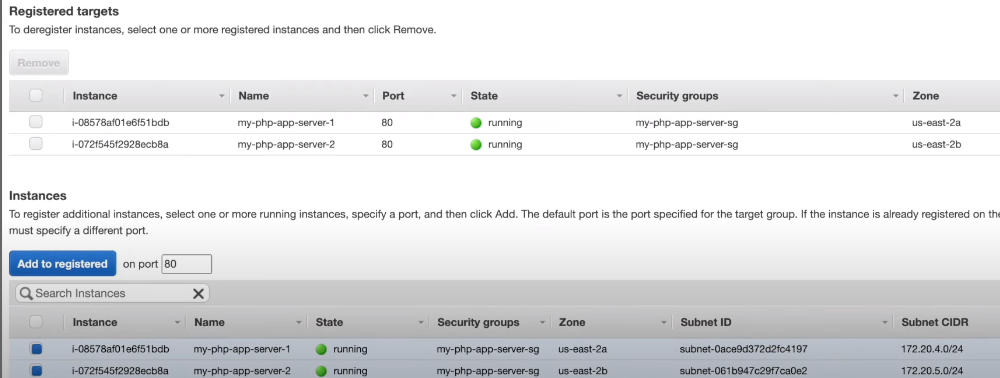 Registered targets
To deregister instances, select one or more registered instances and then click Remove.
Remove
Instance Name Port State Security groups Zone
i-08578af01e6f51bdb my-php-app-server-1 80 running my-php-app-server-sg us-east-2a
i-072f545f2928ecb8a my-php-app-server-2 80 running my-php-app-server-sg us-east-2b
Instances
To register additional instances, select one or more running instances, specify a port, and then click Add. The default port is the port specified for the target group. If the instance is already registered on the
must specify a different port.
Add to registered on port 80
Search Instances
Instance Name State Security groups Zone Subnet ID Subnet CIDR
i-08578af01e6f51bdb my-php-app-server-1 running my-php-app-server-sg us-east-2a subnet-0ace9d372d2fc4197 172.20.4.0/24
i-072f545f2928ecb8a my-php-app-server-2 running my-php-app-server-sg us-east-2b subnet-061b947c29f7ca0e2 172.20.5.0/24